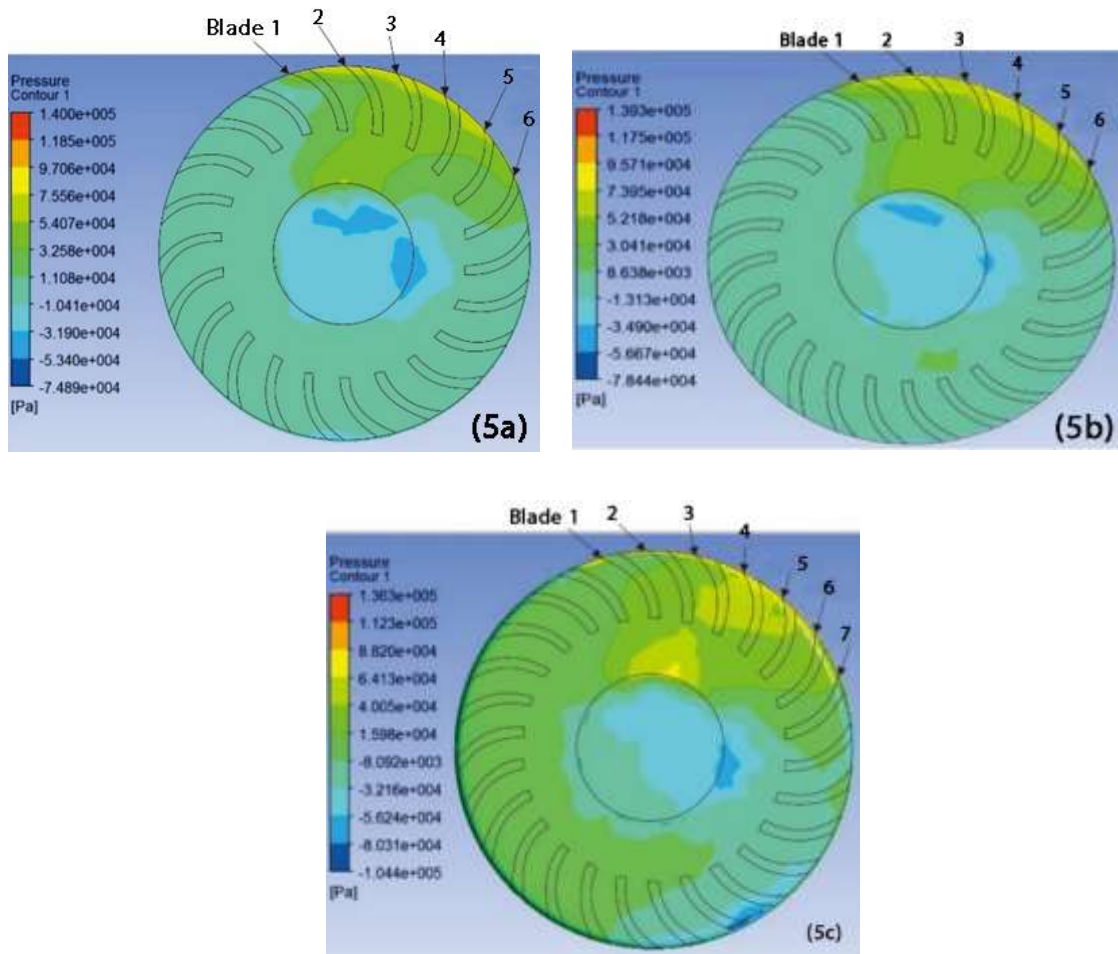 Blade 1 2 3 4 5 6
Pressure
Contour 1
1.400e+005
1.185e+005
9.706e+004
7.556e+004
5.407e+004
3.258e+004
1.108e+004
-1.041e+004
-3.190e+004
-5.340e+004
-7.489e+004
[Pa]
(5a)
Blade 1 2 3 4 5 6
Pressure
Contour 1
1.393e+005
1.175e+005
9.571e+004
7.395e+004
5.218e+004
3.041e+004
8.638e+003
-1.313e+004
-3.490e+004
-5.667e+004
-7.844e+004
[Pa]
(5b)
Blade 1 2 3 4 5 6 7
Pressure
Contour 1
1.363e+005
1.123e+005
8.820e+004
6.413e+004
4.005e+004
1.598e+004
-8.092e+003
-3.216e+004
-5.624e+004
-8.031e+004
-1.044e+005
[Pa]
(5c)